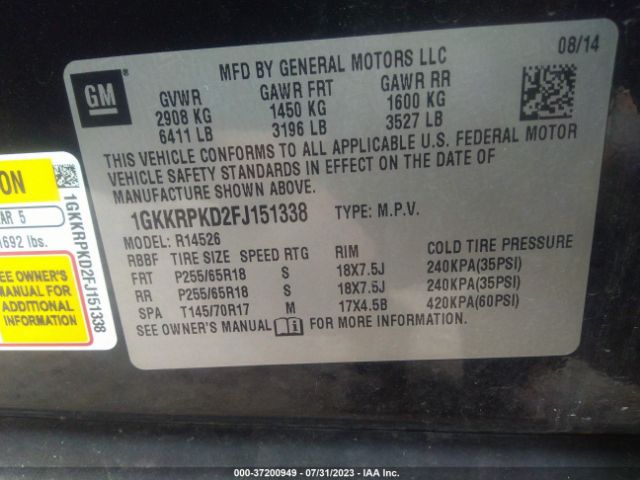 GM
®
MFD BY GENERAL MOTORS LLC
08/14
GVWR GAWR FRT GAWR RR
2908 KG 1450 KG 1600 KG
6411 LB 3196 LB 3527 LB
THIS VEHICLE CONFORMS TO ALL APPLICABLE U.S. FEDERAL MOTOR
VEHICLE SAFETY STANDARDS IN EFFECT ON THE DATE OF
MANUFACTURE SHOWN ABOVE.
1GKKRPKD2FJ151338 TYPE: M.P.V.
MODEL: R14526
RBBF TIRE SIZE SPEED RTG RIM COLD TIRE PRESSURE
FRT P255/65R18 S 18X7.5J 240KPA(35PSI)
RR P255/65R18 S 18X7.5J 240KPA(35PSI)
SPA T145/70R17 M 17X4.5B 420KPA(60PSI)
SEE OWNER'S MANUAL FOR MORE INFORMATION.
ON
AR 5
1692 lbs.
SEE OWNER'S
MANUAL FOR
ADDITIONAL
INFORMATION
1GKKRPKD2FJ151338
000-37200949 - 07/31/2023 - IAA Inc.